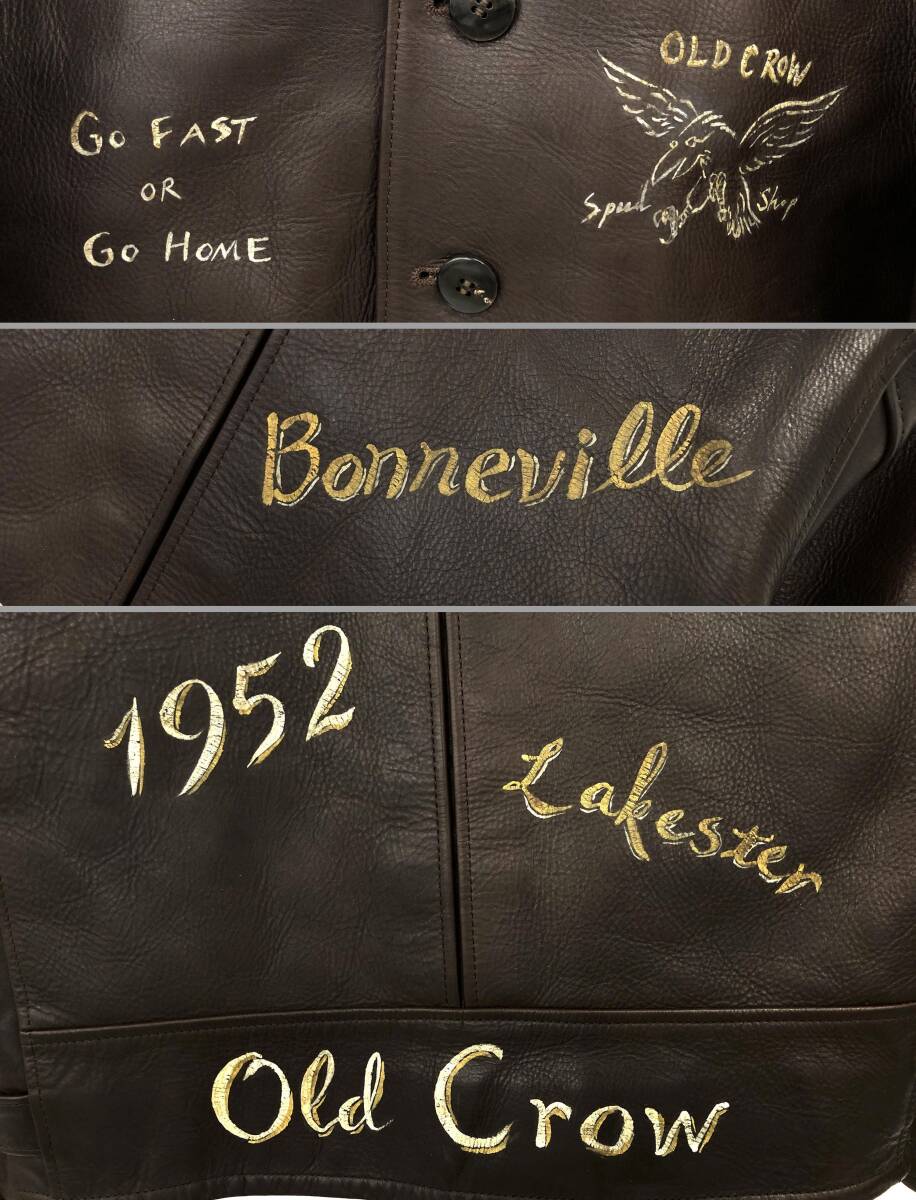 Go FAST
OR
Go HOME
OLD CROW
Speed Shop
Bonneville
1952
Lakester
Old Crow